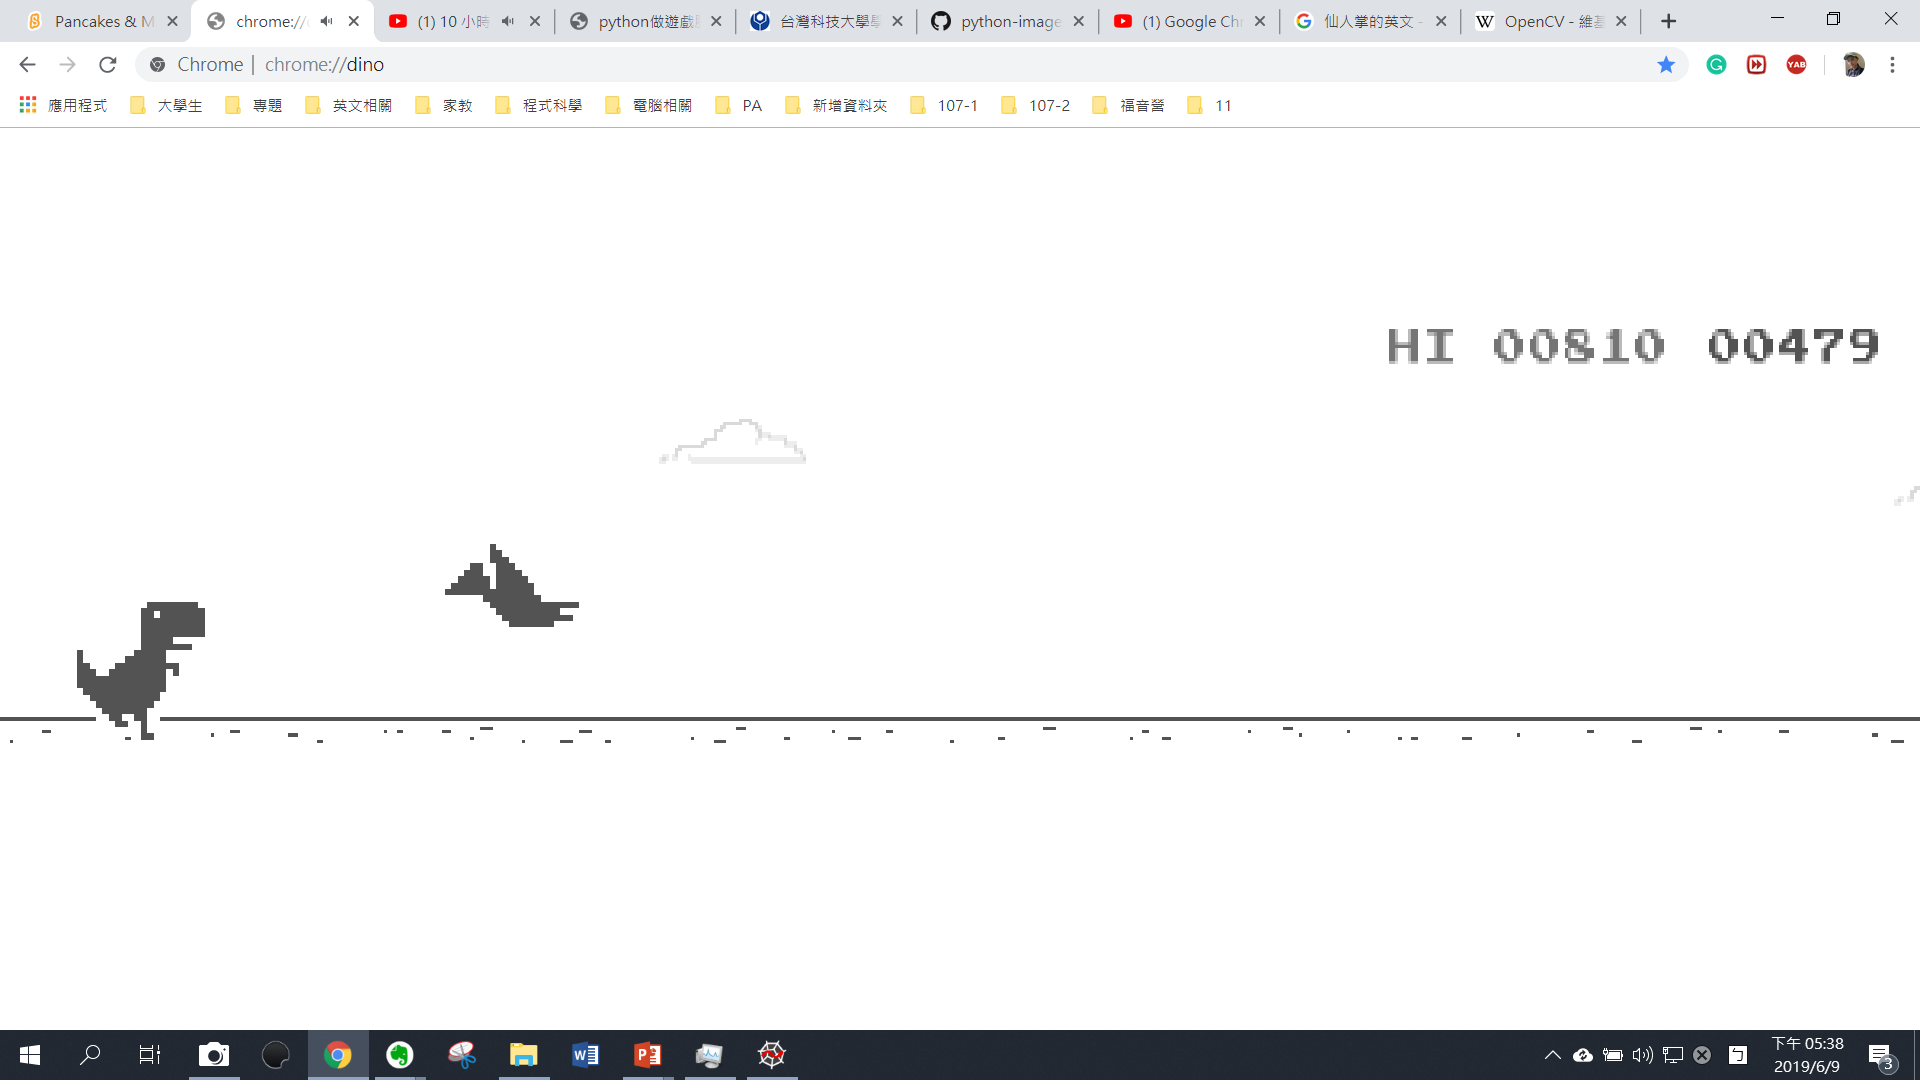 Pancakes & M
chrome://
(1) 10 小時
python做遊戲
台灣科技大學
python-image
(1) Google Ch
仙人掌的英文 -
W OpenCV - 維基
Chrome | chrome://dino
YAB
應用程式 大學生 專題 英文相關 家教 程式科學 電腦相關 PA 新增資料夾 107-1 107-2 福音營 11
HI 00810 00479
下午 05:38
2019/6/9
3